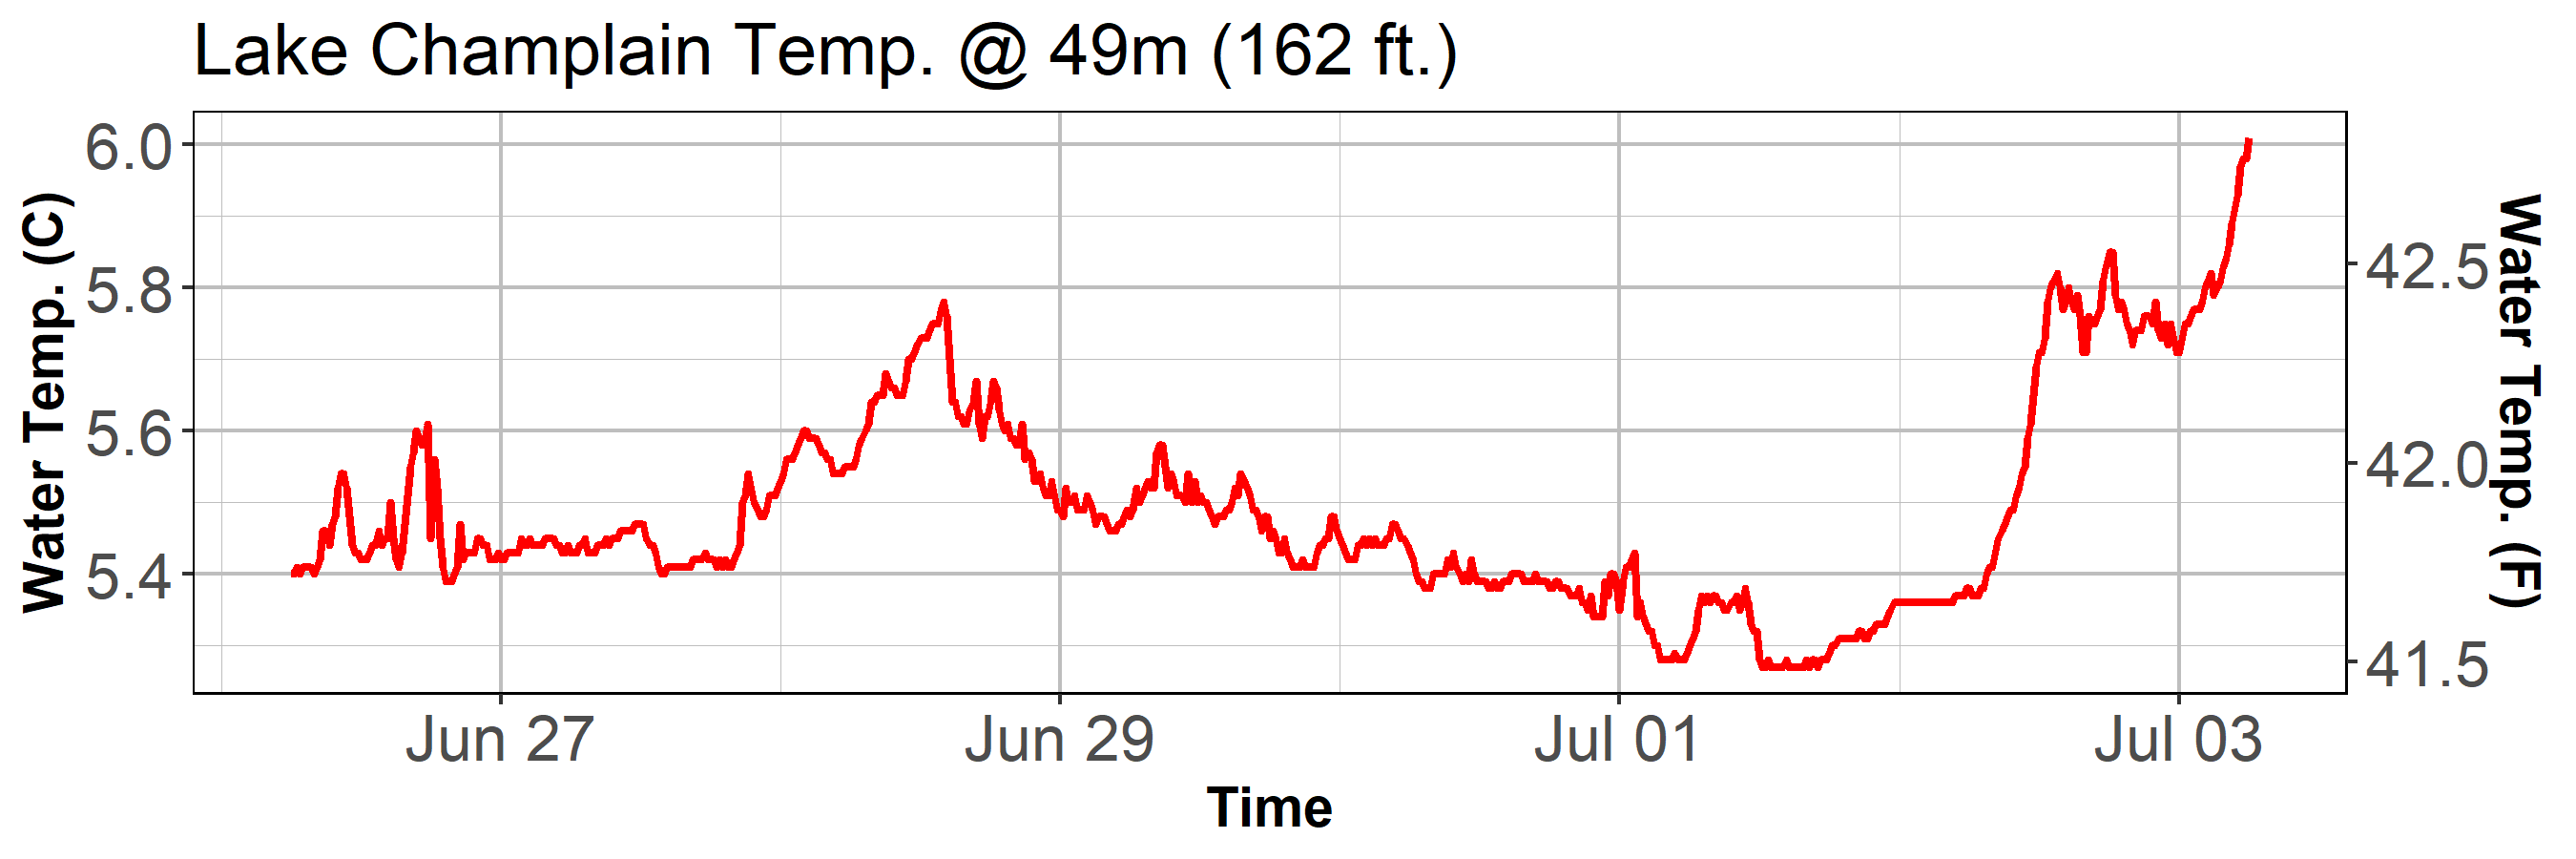 Lake Champlain Temp. @ 49m (162 ft.)
Water Temp. (C)
6.0
5.8
5.6
5.4
42.5
42.0
41.5
Water Temp. (F)
Jun 27 Jun 29 Jul 01 Jul 03
Time